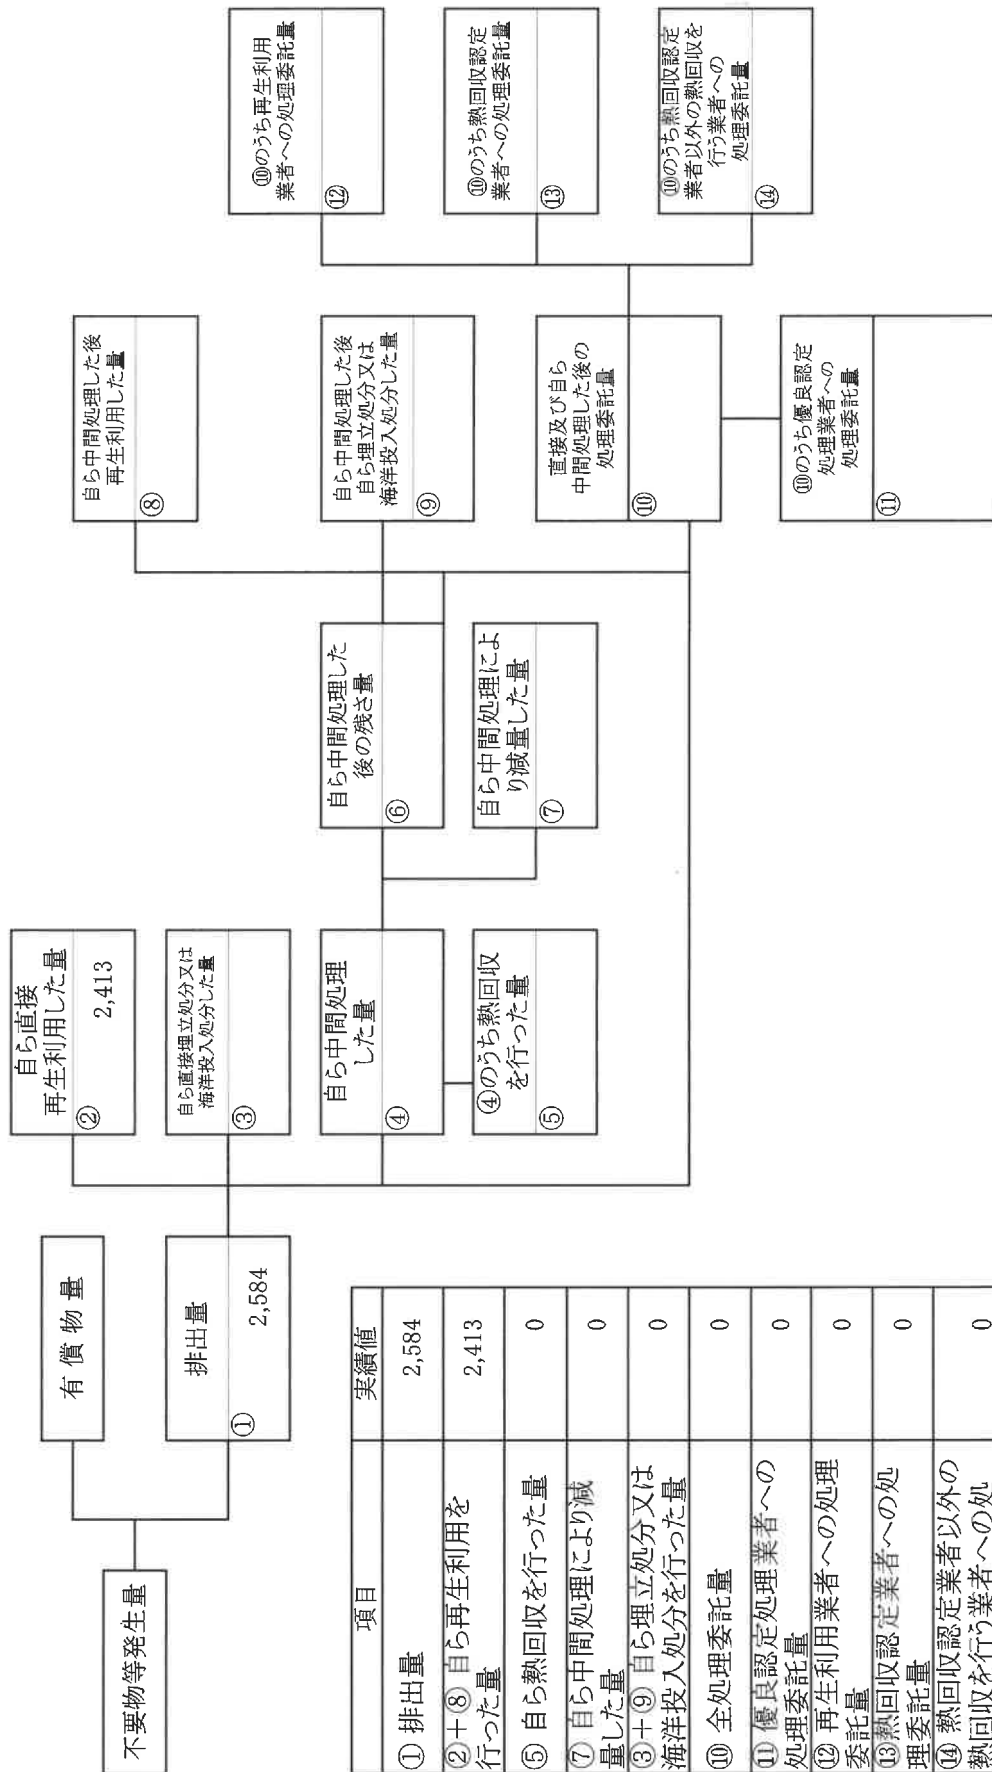 不要物等発生量
有償物量
排出量
①
2,584
自ら直接
再生利用した量
②
2,413
自ら直接埋立処分又は
海洋投入処分した量
③
自ら中間処理
した量
④
④のうち熱回収
を行った量
⑤
自ら中間処理した
後の残さ量
⑥
自ら中間処理によ
り減量した量
⑦
自ら中間処理した後
再生利用した量
⑧
自ら中間処理した後
自ら埋立処分又は
海洋投入処分した量
⑨
直接及び自ら
中間処理した後の
処理委託量
⑩
⑩のうち優良認定
処理業者への
処理委託量
⑪
⑩のうち再生利用
業者への処理委託量
⑫
⑩のうち熱回収認定
業者への処理委託量
⑬
⑩のうち熱回収認定
業者以外の熱回収を
行う業者への
処理委託量
⑭
項目 実績値
①排出量 2,584
②+⑧自ら再生利用を
行った量 2,413
⑤自ら熱回収を行った量 0
⑦自ら中間処理により減
量した量 0
③+⑨自ら埋立処分又は
海洋投入処分を行った量 0
⑩全処理委託量 0
⑪優良認定処理業者への
処理委託量 0
⑫再生利用業者への処理
委託量 0
⑬熱回収認定業者への処
理委託量 0
⑭熱回収認定業者以外の
熱回収を行う業者への処 0